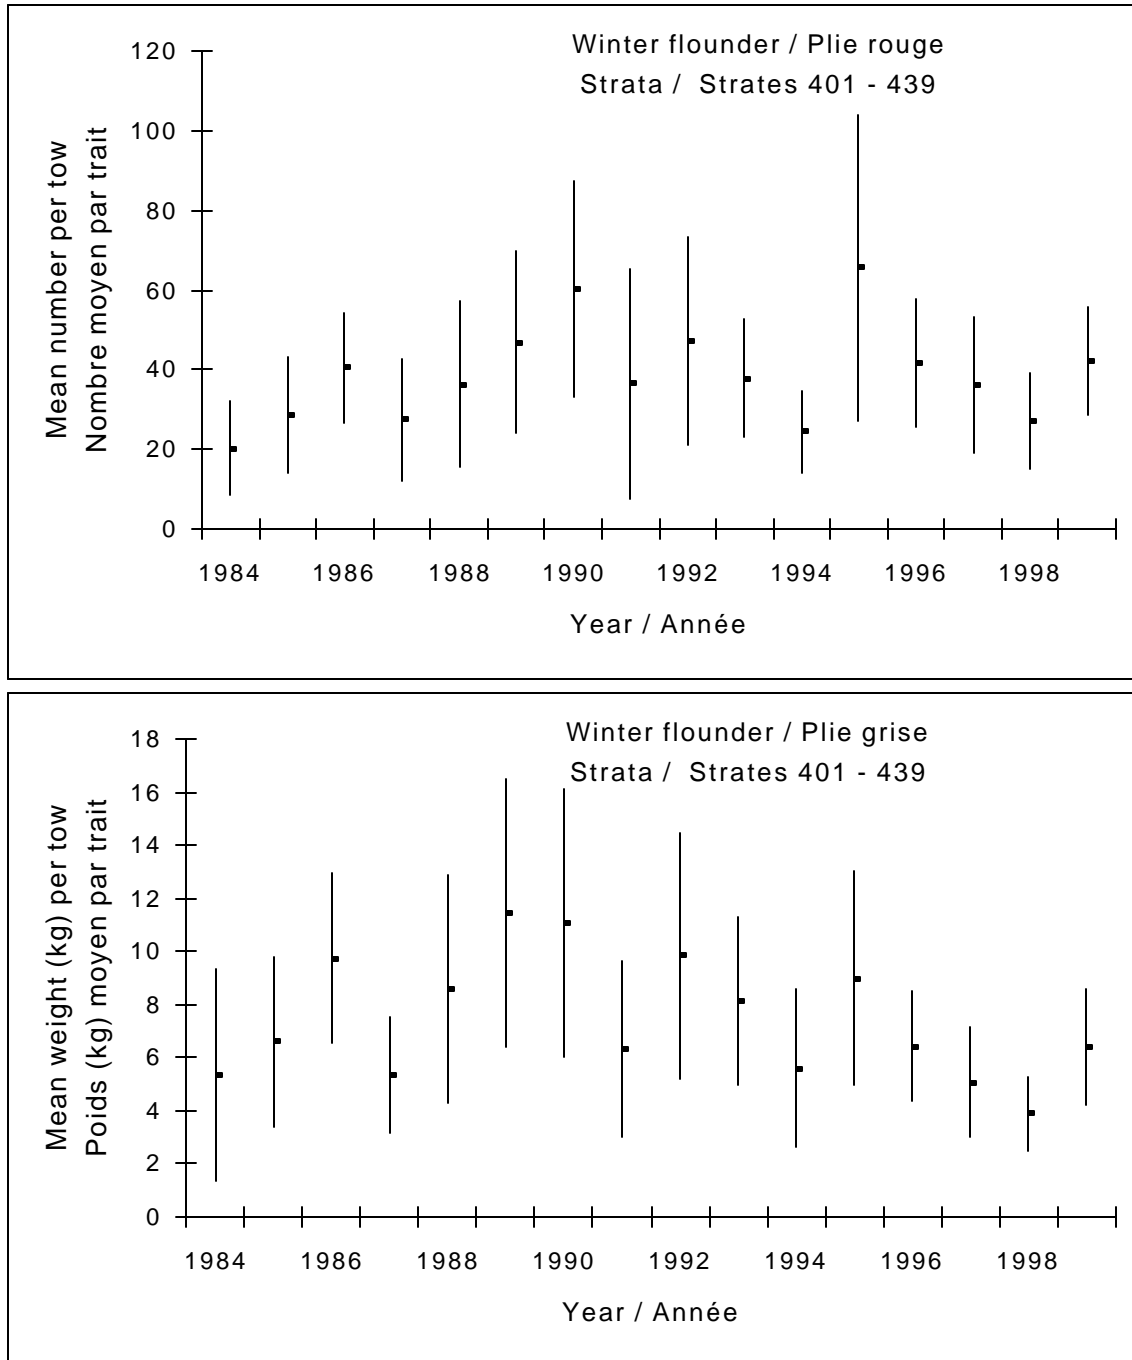 Winter flounder / Plie rouge
Strata / Strates 401 - 439
Mean number per tow
Nombre moyen par trait
120
100
80
60
40
20
0
1984 1986 1988 1990 1992 1994 1996 1998
Year / Année
Winter flounder / Plie grise
Strata / Strates 401 - 439
Mean weight (kg) per tow
Poids (kg) moyen par trait
18
16
14
12
10
8
6
4
2
0
1984 1986 1988 1990 1992 1994 1996 1998
Year / Année